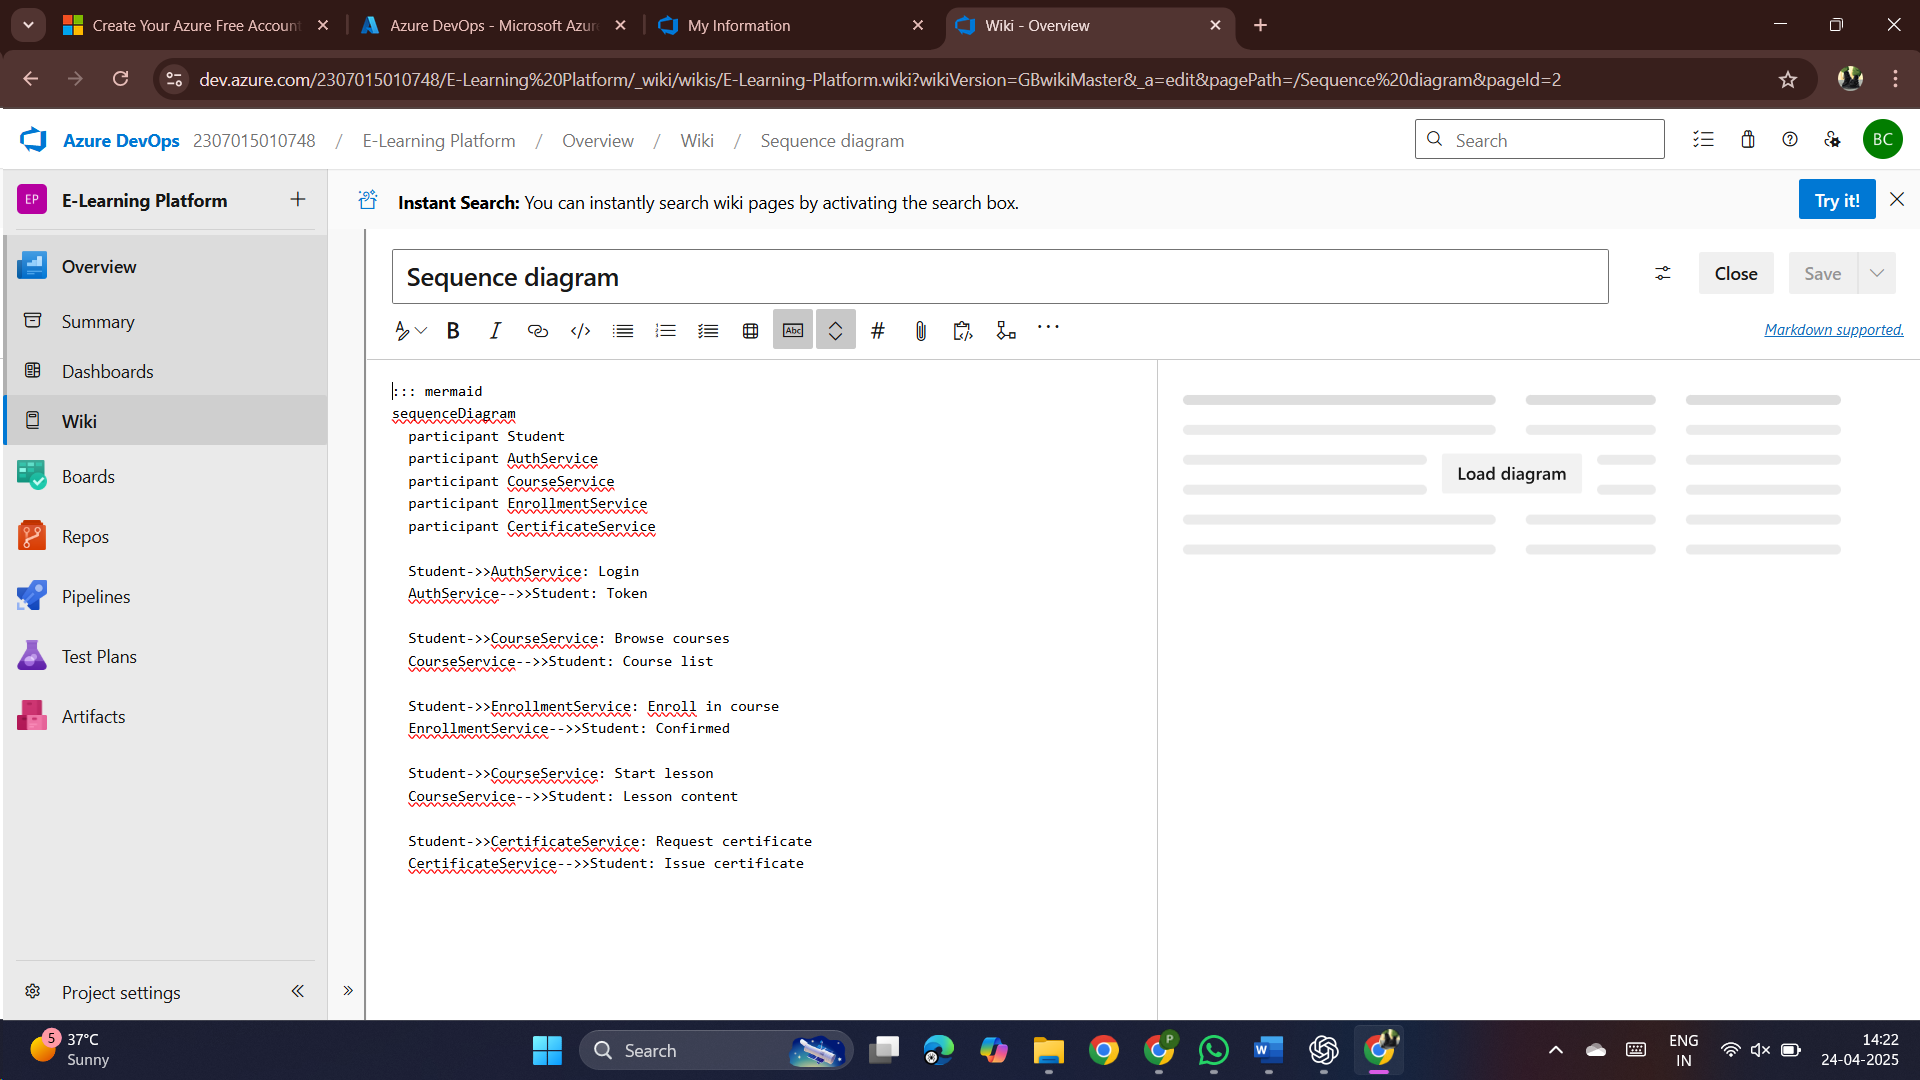 Create Your Azure Free Account
Azure DevOps - Microsoft Azur
My Information
Wiki - Overview
dev.azure.com/2307015010748/E-Learning%20Platform/_wiki/wikis/E-Learning-Platform.wiki?wikiVersion=GBwikiMaster&_a=edit&pagePath=/Sequence%20diagram&pageId=2
Azure DevOps 2307015010748 / E-Learning Platform / Overview / Wiki / Sequence diagram
Search
BC
EP E-Learning Platform
Instant Search: You can instantly search wiki pages by activating the search box.
Try it!
Overview
Summary
Dashboards
Wiki
Boards
Repos
Pipelines
Test Plans
Artifacts
Project settings
Sequence diagram
Close
Save
B I </> Abc # ...
Markdown supported.
::: mermaid
sequenceDiagram
participant Student
participant AuthService
participant CourseService
participant EnrollmentService
participant CertificateService
Student->>AuthService: Login
AuthService-->>Student: Token
Student->>CourseService: Browse courses
CourseService-->>Student: Course list
Student->>EnrollmentService: Enroll in course
EnrollmentService-->>Student: Confirmed
Student->>CourseService: Start lesson
CourseService-->>Student: Lesson content
Student->>CertificateService: Request certificate
CertificateService-->>Student: Issue certificate
Load diagram
5
37°C
Sunny
Search
P
W
ENG
IN
14:22
24-04-2025